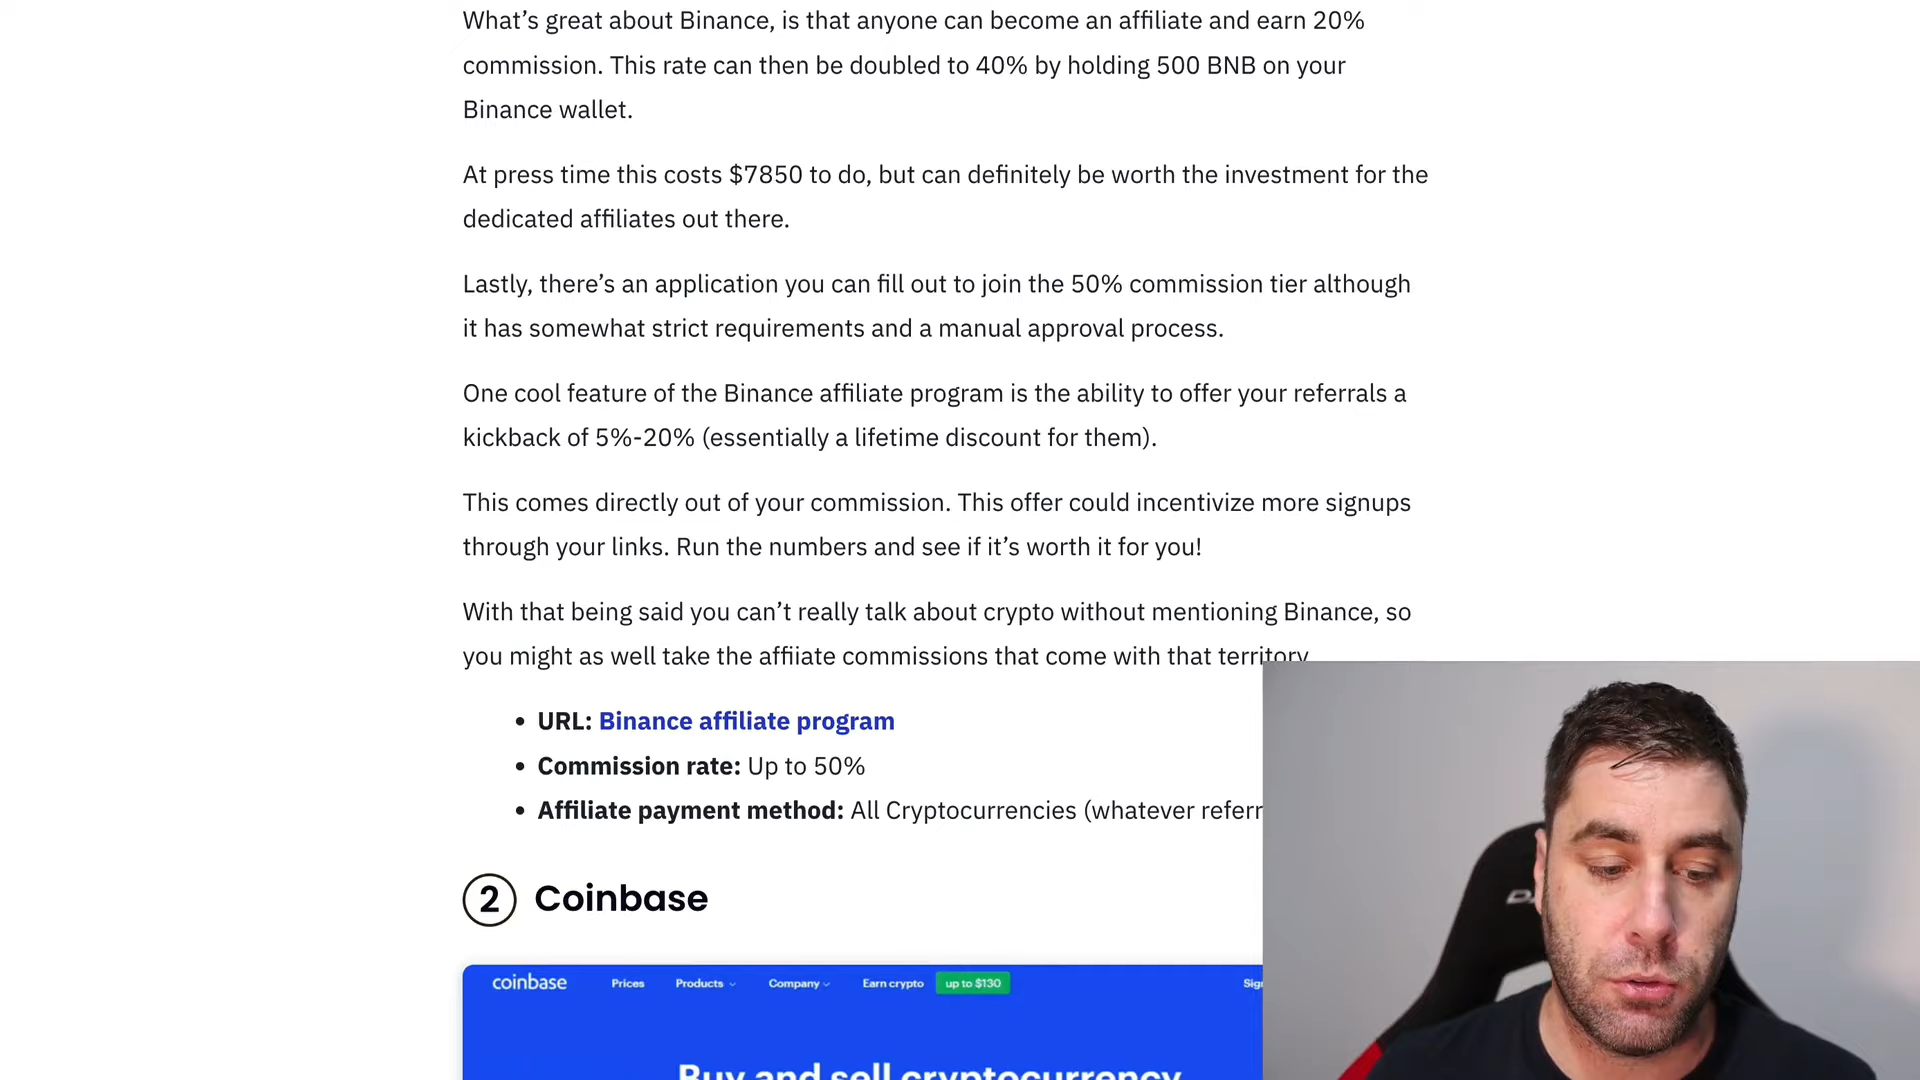 What’s great about Binance, is that anyone can become an affiliate and earn 20%
commission. This rate can then be doubled to 40% by holding 500 BNB on your
Binance wallet.
At press time this costs $7850 to do, but can definitely be worth the investment for the
dedicated affiliates out there.
Lastly, there’s an application you can fill out to join the 50% commission tier although
it has somewhat strict requirements and a manual approval process.
One cool feature of the Binance affiliate program is the ability to offer your referrals a
kickback of 5%-20% (essentially a lifetime discount for them).
This comes directly out of your commission. This offer could incentivize more signups
through your links. Run the numbers and see if it’s worth it for you!
With that being said you can’t really talk about crypto without mentioning Binance, so
you might as well take the affiiate commissions that come with that territory
• URL: Binance affiliate program
• Commission rate: Up to 50%
• Affiliate payment method: All Cryptocurrencies (whatever
2 Coinbase
coinbase Prices Products Company Earn crypto up to $130
Buy and sell cryptocurrency